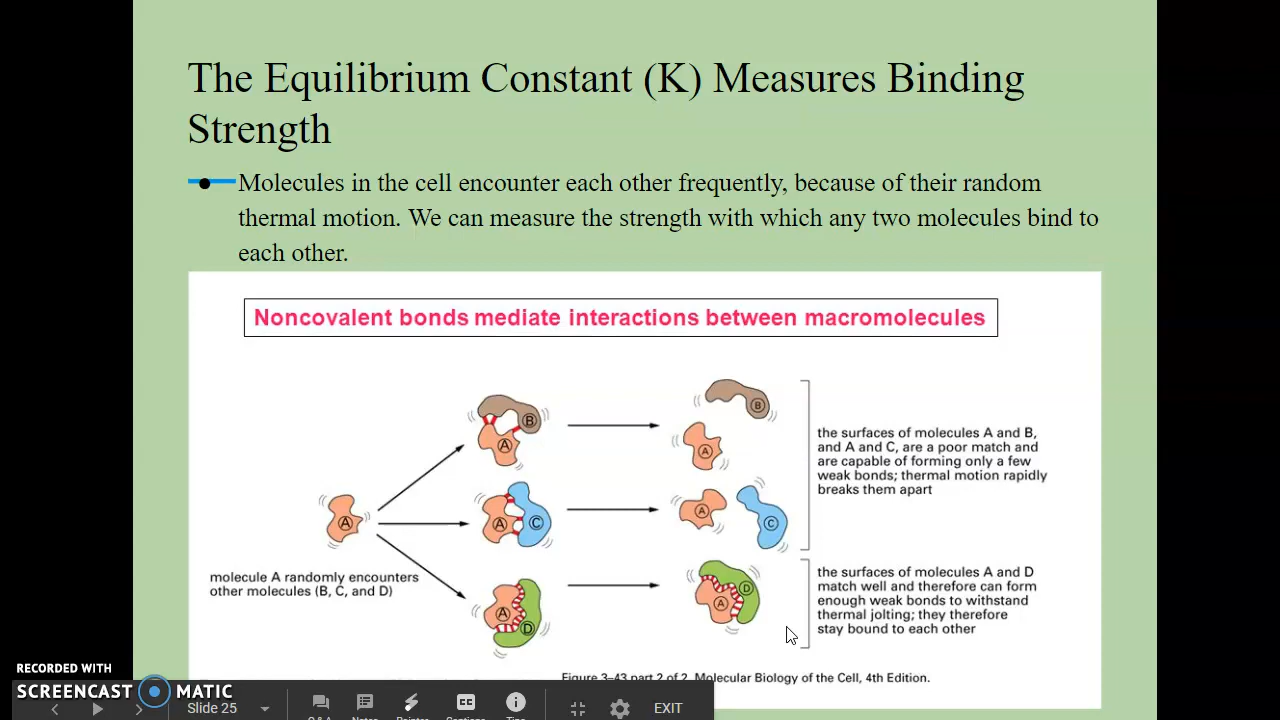 The Equilibrium Constant (K) Measures Binding
Strength
Molecules in the cell encounter each other frequently, because of their random
thermal motion. We can measure the strength with which any two molecules bind to
each other.
Noncovalent bonds mediate interactions between macromolecules
B
A
B
A
the surfaces of molecules A and B,
and A and C, are a poor match and
are capable of forming only a few
weak bonds; thermal motion rapidly
breaks them apart
A
A
C
A
C
molecule A randomly encounters
other molecules (B, C, and D)
A
D
A
D
the surfaces of molecules A and D
match well and therefore can form
enough weak bonds to withstand
thermal jolting; they therefore
stay bound to each other
Figure 3–43 part 2 of 2. Molecular Biology of the Cell, 4th Edition.
RECORDED WITH
SCREENCAST MATIC
Slide 25
CC
EXIT